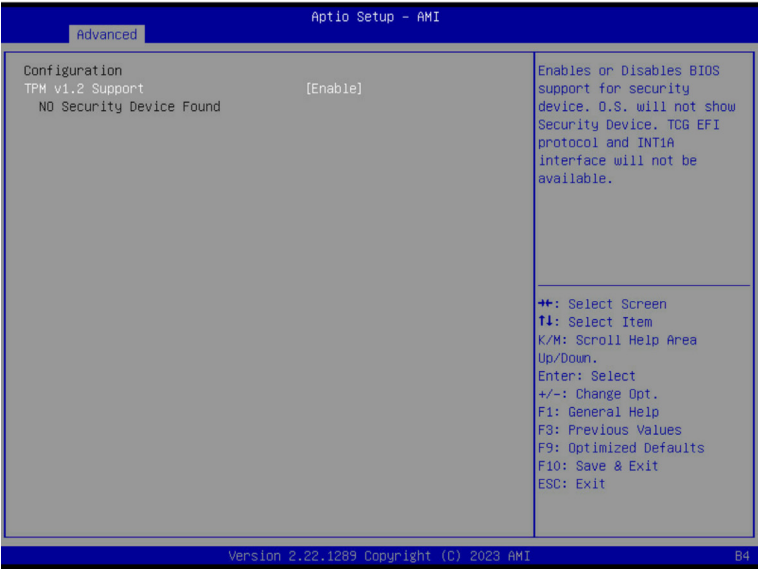 Aptio Setup – AMI
Advanced
Configuration
TPM v1.2 Support [Enable]
NO Security Device Found
Enables or Disables BIOS
support for security
device. O.S. will not show
Security Device. TCG EFI
protocol and INT1A
interface will not be
available.
→←: Select Screen
↑↓: Select Item
K/M: Scroll Help Area
Up/Down.
Enter: Select
+/-: Change Opt.
F1: General Help
F3: Previous Values
F9: Optimized Defaults
F10: Save & Exit
ESC: Exit
Version 2.22.1289 Copyright (C) 2023 AMI
B4